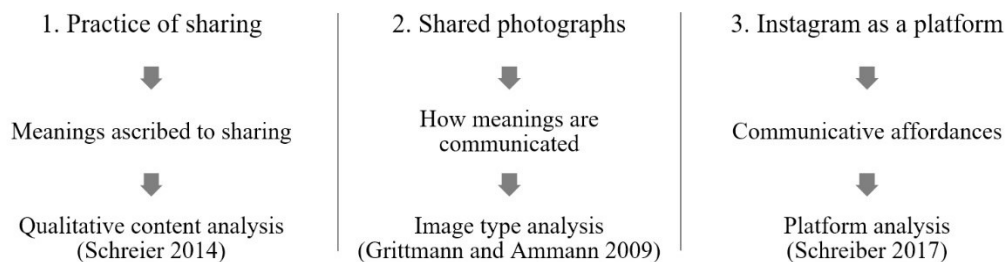 1. Practice of sharing
Meanings ascribed to sharing
Qualitative content analysis
(Schreier 2014)
2. Shared photographs
How meanings are
communicated
Image type analysis
(Grittmann and Ammann 2009)
3. Instagram as a platform
Communicative affordances
Platform analysis
(Schreiber 2017)